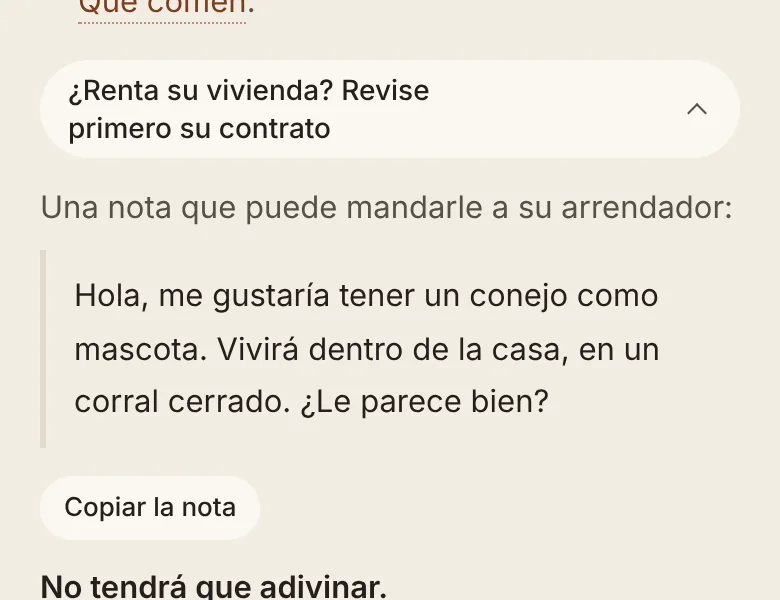 Qué comen.
¿Renta su vivienda? Revise
primero su contrato
Una nota que puede mandarle a su arrendador:
Hola, me gustaría tener un conejo como
mascota. Vivirá dentro de la casa, en un
corral cerrado. ¿Le parece bien?
Copiar la nota
No tendrá que adivinar.